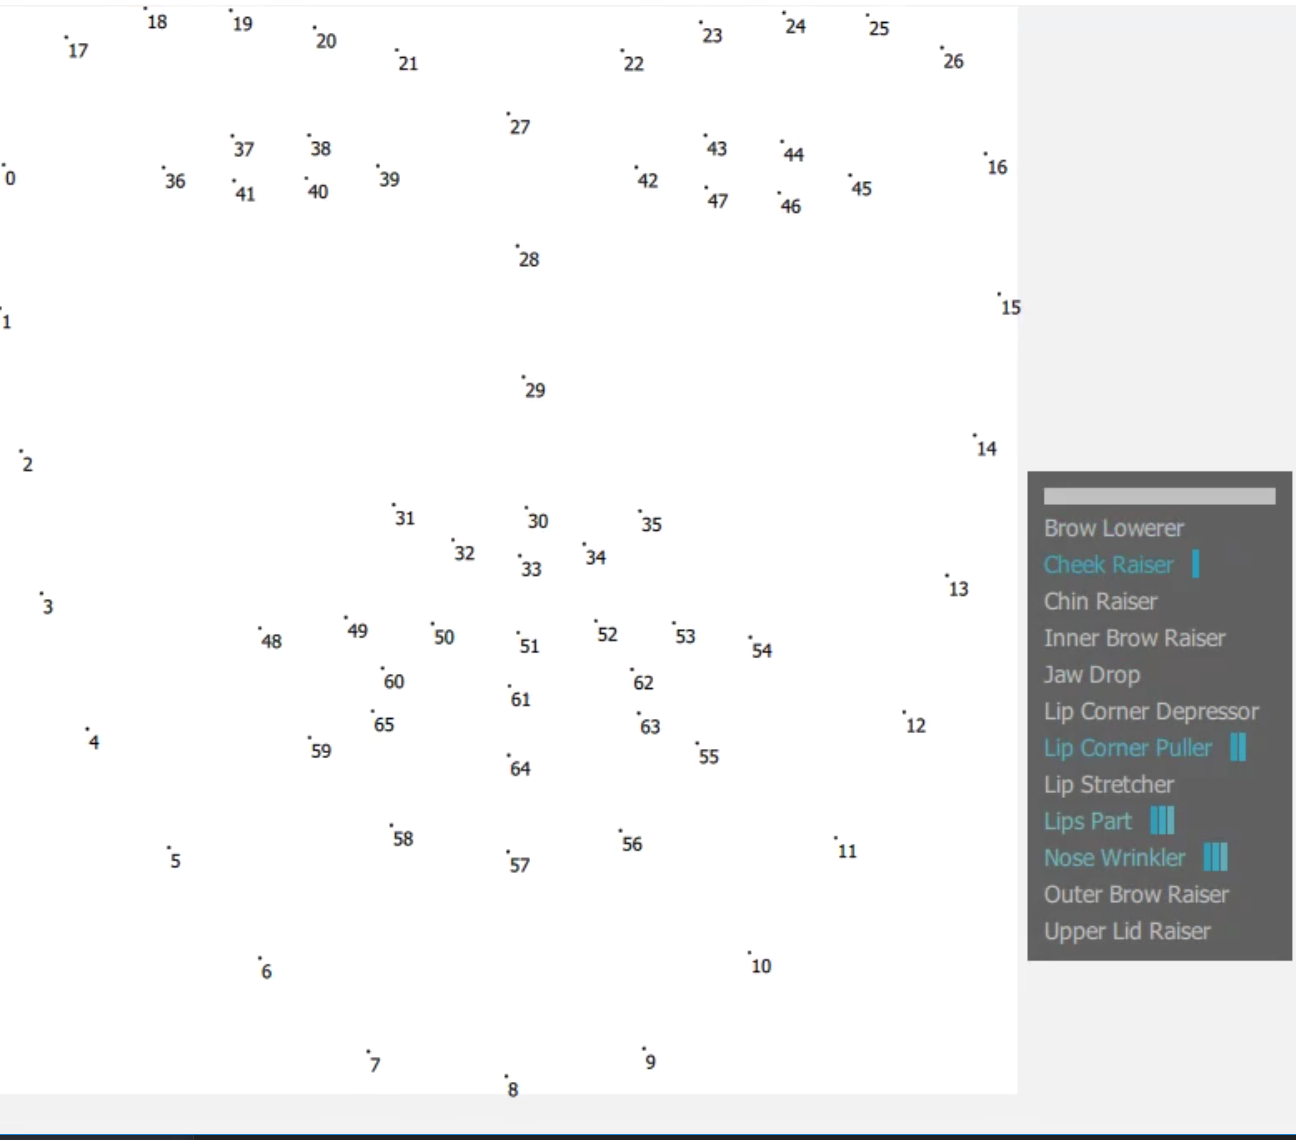 18 19 24 25
17 20 21 22 23 26
27
37 38 43 44 16
0 36 41 40 39 42 47 46 45
28
1 15
29
2 14
31 30 35
32 33 34
3 13
48 49 50 51 52 53 54
60 61 62
65 63 12
4 59 64 55
58 57 56 11
5
6 10
7 9
8
Brow Lowerer
Cheek Raiser
Chin Raiser
Inner Brow Raiser
Jaw Drop
Lip Corner Depressor
Lip Corner Puller
Lip Stretcher
Lips Part
Nose Wrinkler
Outer Brow Raiser
Upper Lid Raiser